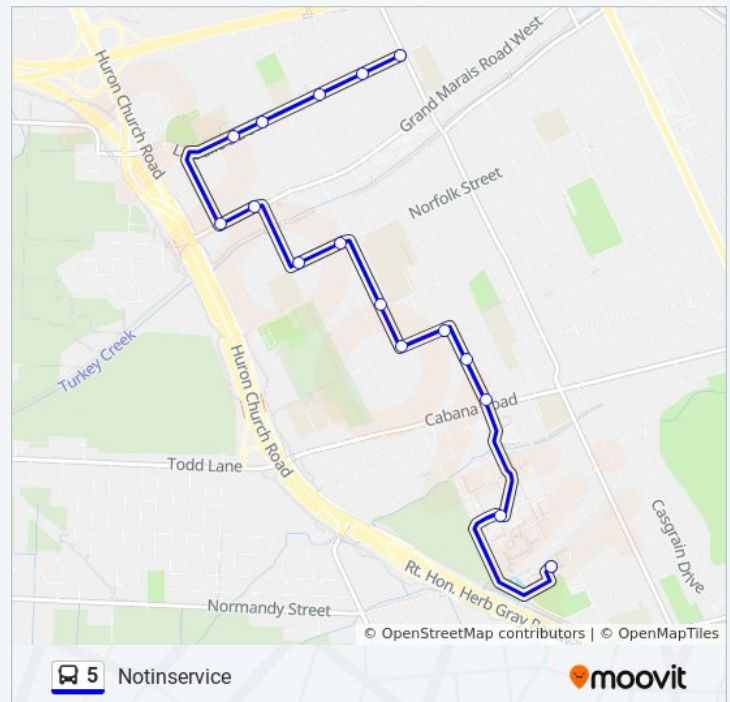 Huron Church Road
Grand Marais Road West
Norfolk Street
Turkey Creek
Huron Church Road
Cabana Road
Todd Lane
Casgrain Drive
Rt. Hon. Herb Gray P
Normandy Street
© OpenStreetMap contributors | © OpenMapTiles
5 Notinservice
moovit